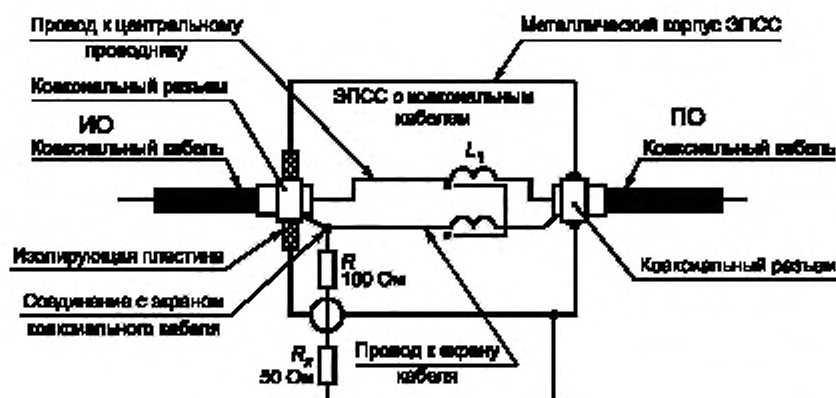 Провод к центральному
проводнику
Металлический корпус ЭПСС
Коаксиальный разъем
ЭПСС с коаксиальным
кабелем
ИО
Коаксиальный кабель
L1
ПО
Коаксиальный кабель
Изолирующая пластина
R
100 Ом
Коаксиальный разъем
Соединение с экраном
коаксиального кабеля
Rx
50 Ом
Провод к экрану
кабеля